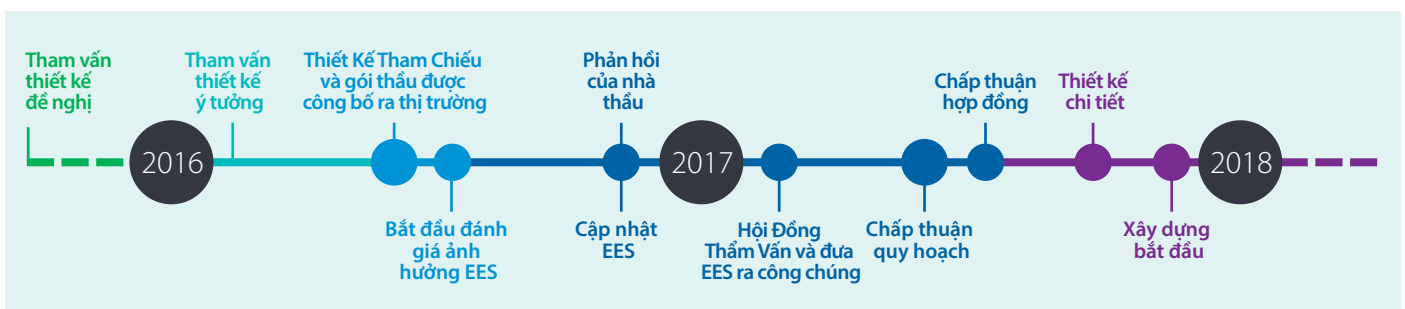 Tham vấn
thiết kế
đề nghị
Tham vấn
thiết kế
ý tưởng
Thiết Kế Tham Chiếu
và gói thầu được
công bố ra thị trường
Phản hồi
của nhà
thầu
Chấp thuận
hợp đồng
Thiết kế
chi tiết
2016
2017
2018
Bắt đầu đánh
giá ảnh
hưởng EES
Cập nhật
EES
Hội Đồng
Thẩm Vấn và đưa
EES ra công chúng
Chấp thuận
quy hoạch
Xây dựng
bắt đầu